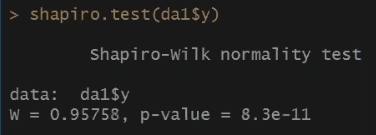 > shapiro.test(da1$y)
Shapiro-Wilk normality test
data: da1$y
W = 0.95758, p-value = 8.3e-11